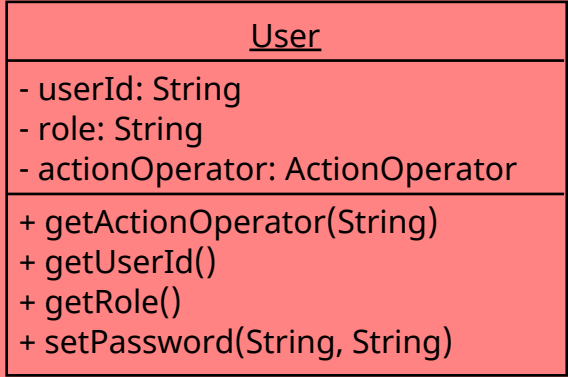 User
- userId: String
- role: String
- actionOperator: ActionOperator
+ getActionOperator(String)
+ getUserId()
+ getRole()
+ setPassword(String, String)